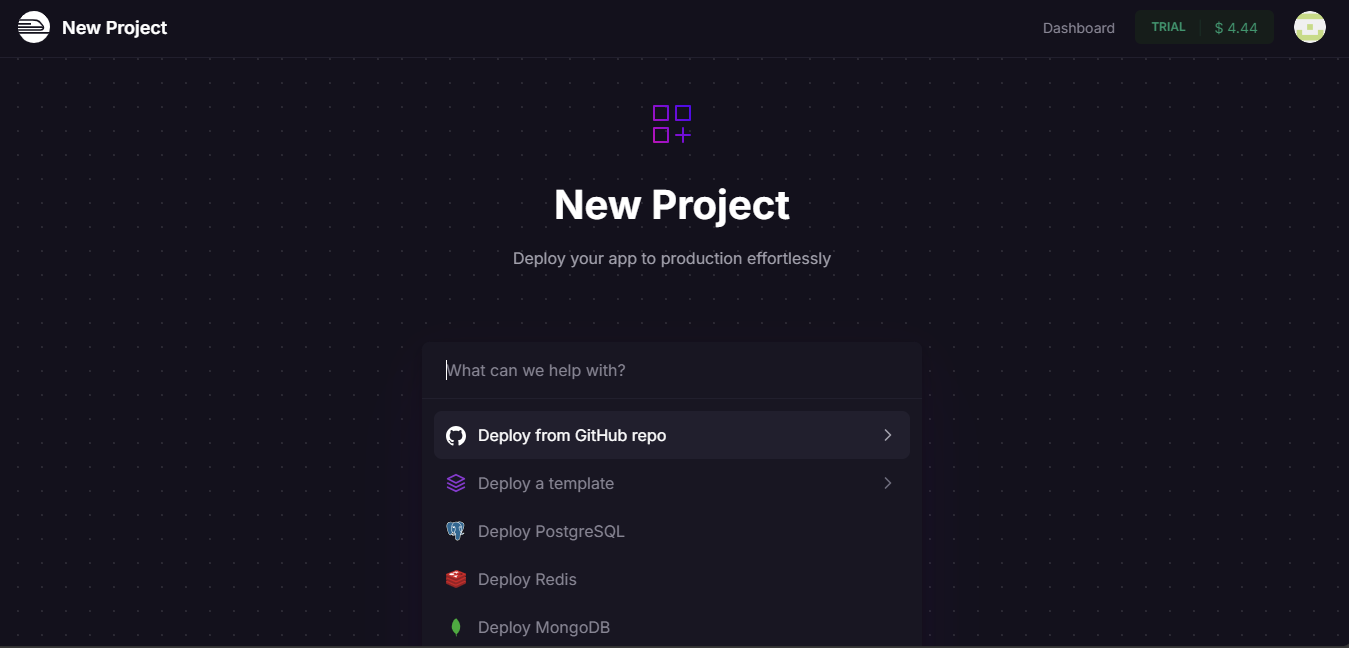 New Project
Dashboard
TRIAL
$ 4.44
New Project
Deploy your app to production effortlessly
What can we help with?
Deploy from GitHub repo
Deploy a template
Deploy PostgreSQL
Deploy Redis
Deploy MongoDB